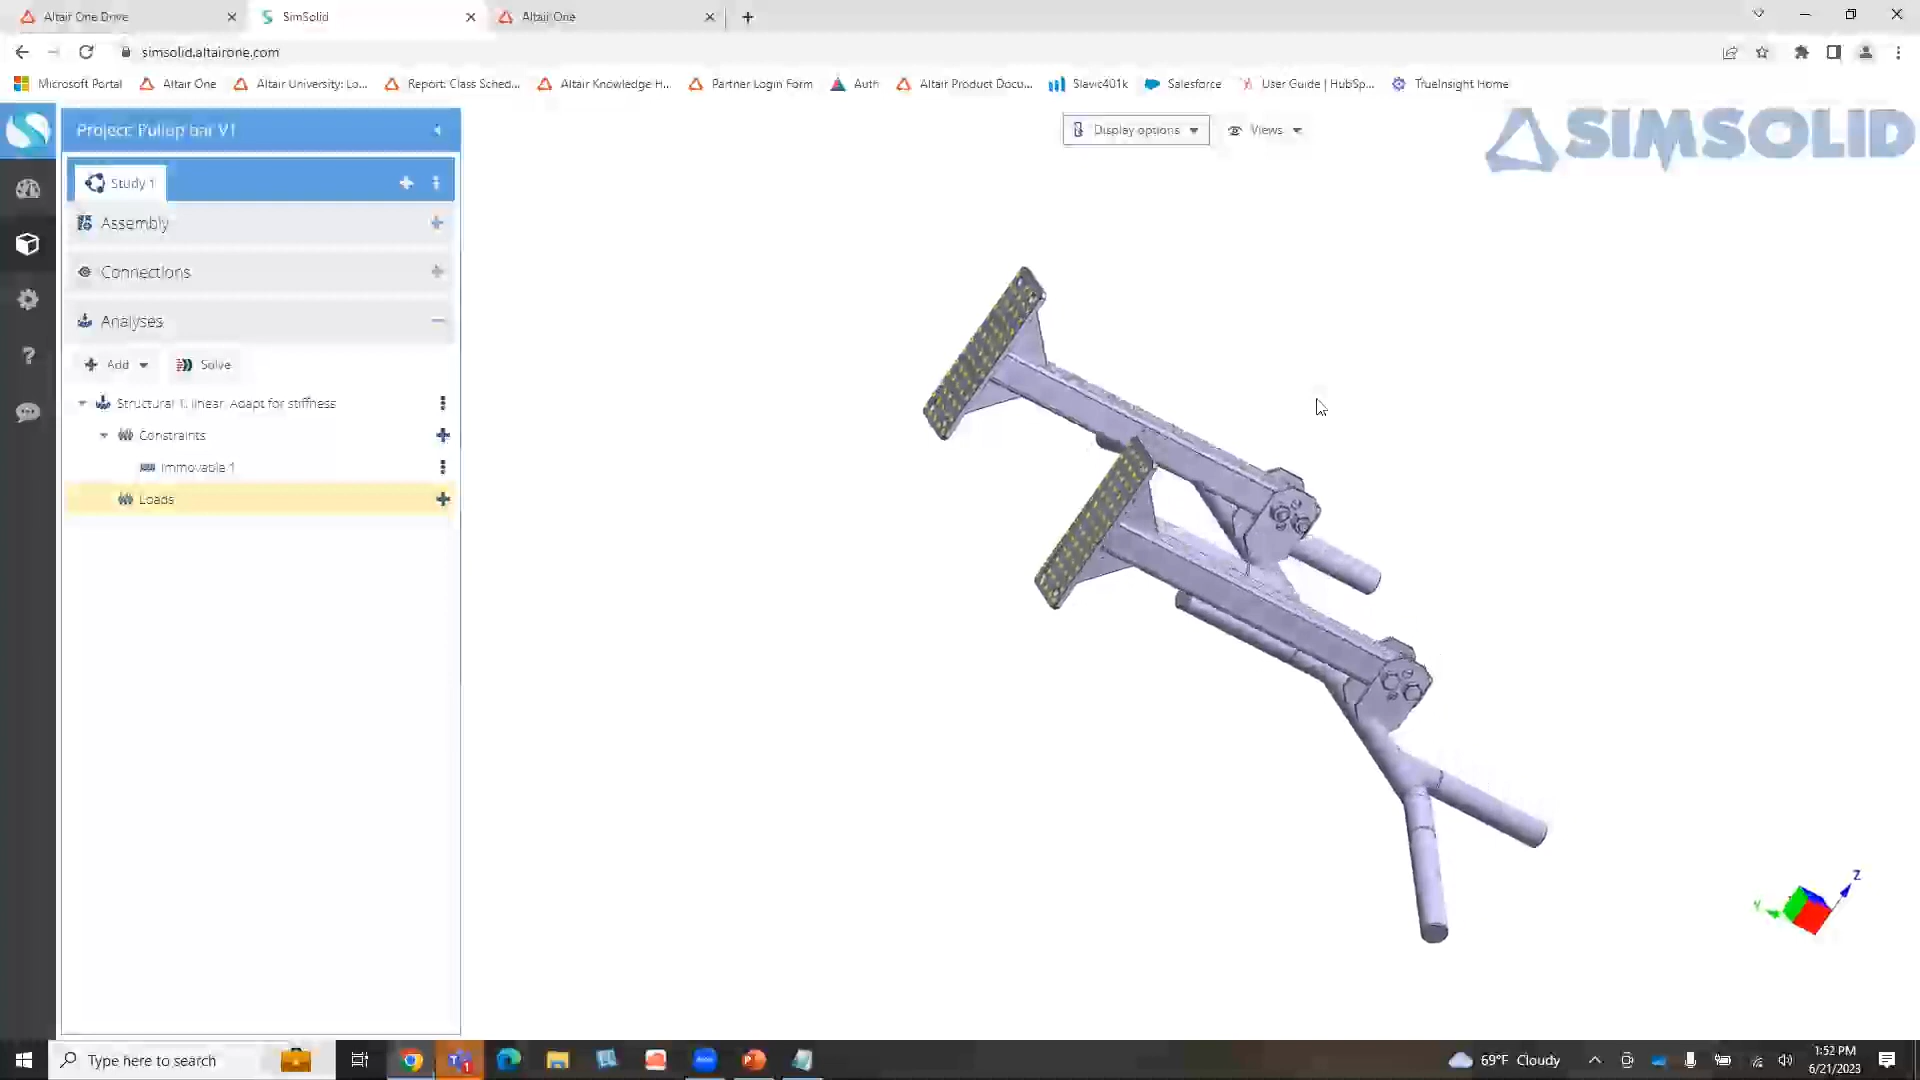 Altair One Drive
SimSolid
Altair One
simsolid.altairone.com
Microsoft Portal
Altair One
Altair University: Lo...
Report: Class Sched...
Altair Knowledge H...
Partner Login Form
Auth
Altair Product Docu...
Slavic401k
Salesforce
User Guide | HubSp...
TrueInsight Home
Project: Pullup bar V1
Display options
Views
SIMSOLID
Study 1
Assembly
Connections
Analyses
Add
Solve
Structural 1: linear. Adapt for stiffness
Constraints
Immovable 1
Loads
Z
Y
Type here to search
1
69°F Cloudy
1:52 PM
6/21/2023